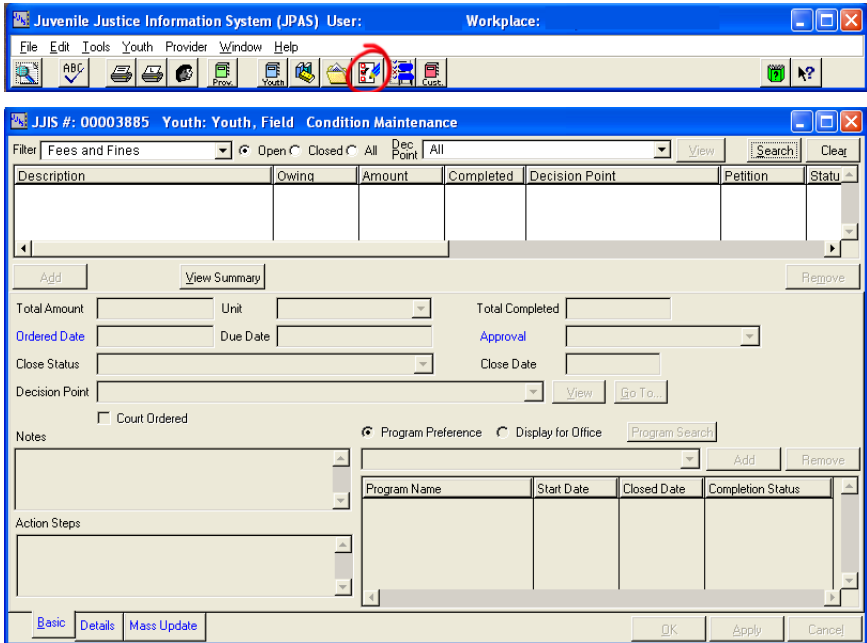 Juvenile Justice Information System (JPAS) User: Workplace:
File Edit Tools Youth Provider Window Help
ABC Prov. Youth Cust. ?
JJIS #: 00003885 Youth: Youth, Field Condition Maintenance
Filter Fees and Fines Open Closed All Dec Point All View Search Clear
Description Owing Amount Completed Decision Point Petition Statu
Add View Summary Remove
Total Amount Unit Total Completed
Ordered Date Due Date Approval
Close Status Close Date
Decision Point View Go To...
Court Ordered
Notes Program Preference Display for Office Program Search
Add Remove
Program Name Start Date Closed Date Completion Status
Action Steps
Basic Details Mass Update OK Apply Cancel